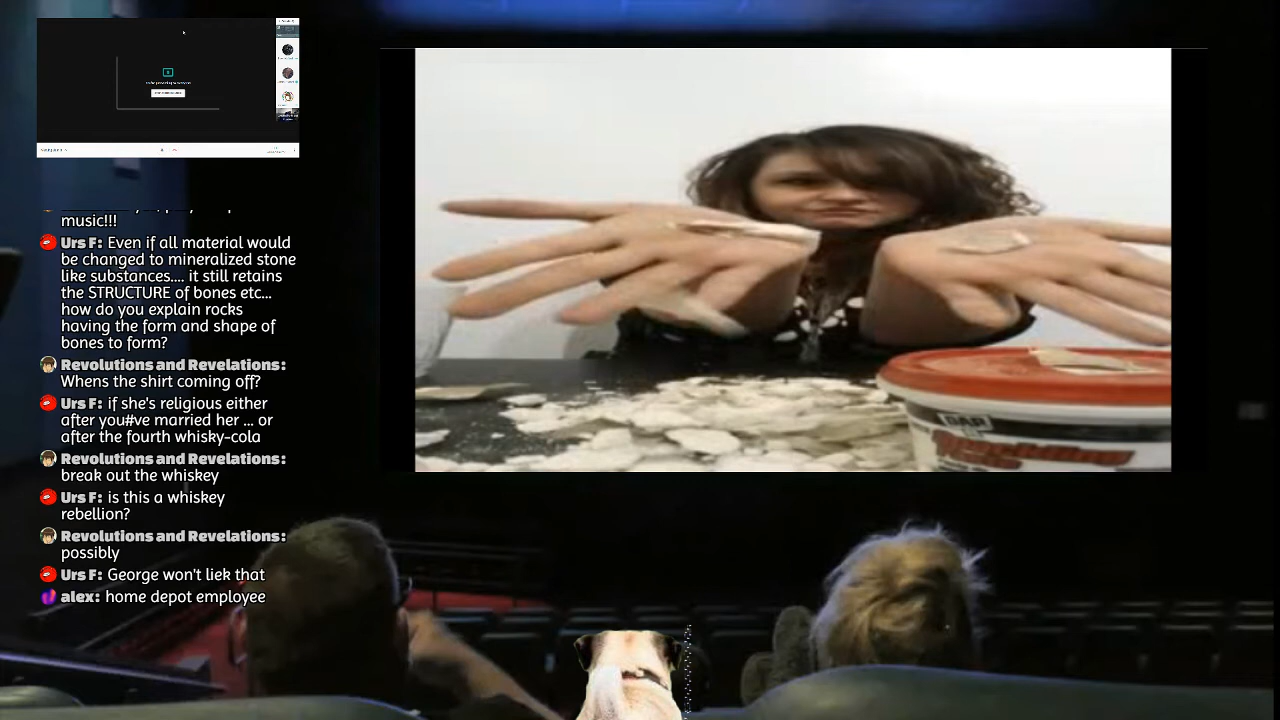 music!!!
Urs F: Even if all material would
be changed to mineralized stone
like substances.... it still retains
the STRUCTURE of bones etc...
how do you explain rocks
having the form and shape of
bones to form?
Revolutions and Revelations:
Whens the shirt coming off?
Urs F: if she's religious either
after you#ve married her ... or
after the fourth whisky-cola
Revolutions and Revelations:
break out the whiskey
Urs F: is this a whiskey
rebellion?
Revolutions and Revelations:
possibly
Urs F: George won't liek that
alex: home depot employee
DAP